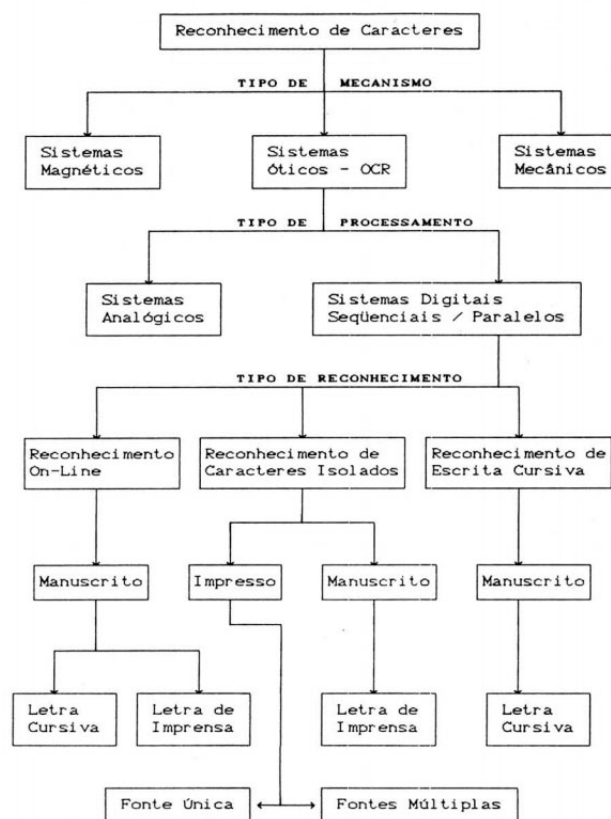 Reconhecimento de Caracteres
TIPO DE MECANISMO
Sistemas
Magnéticos
Sistemas
Óticos - OCR
Sistemas
Mecânicos
TIPO DE PROCESSAMENTO
Sistemas
Analógicos
Sistemas Digitais
Seqüenciais / Paralelos
TIPO DE RECONHECIMENTO
Reconhecimento
On-Line
Reconhecimento de
Caracteres Isolados
Reconhecimento de
Escrita Cursiva
Manuscrito
Impresso
Manuscrito
Manuscrito
Letra
Cursiva
Letra de
Imprensa
Letra de
Imprensa
Letra
Cursiva
Fonte Única
Fontes Múltiplas